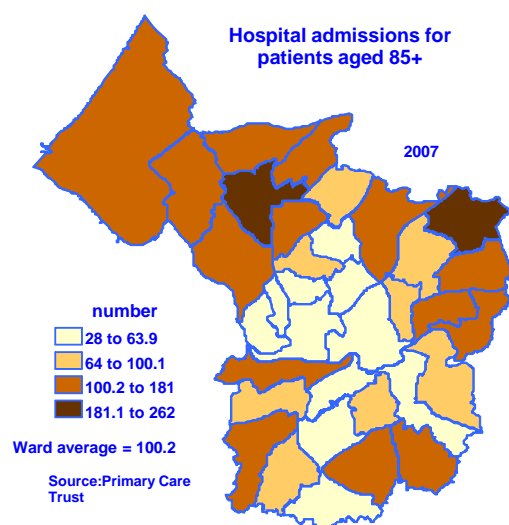 Hospital admissions for
patients aged 85+
2007
number
28 to 63.9
64 to 100.1
100.2 to 181
181.1 to 262
Ward average = 100.2
Source:Primary Care
Trust